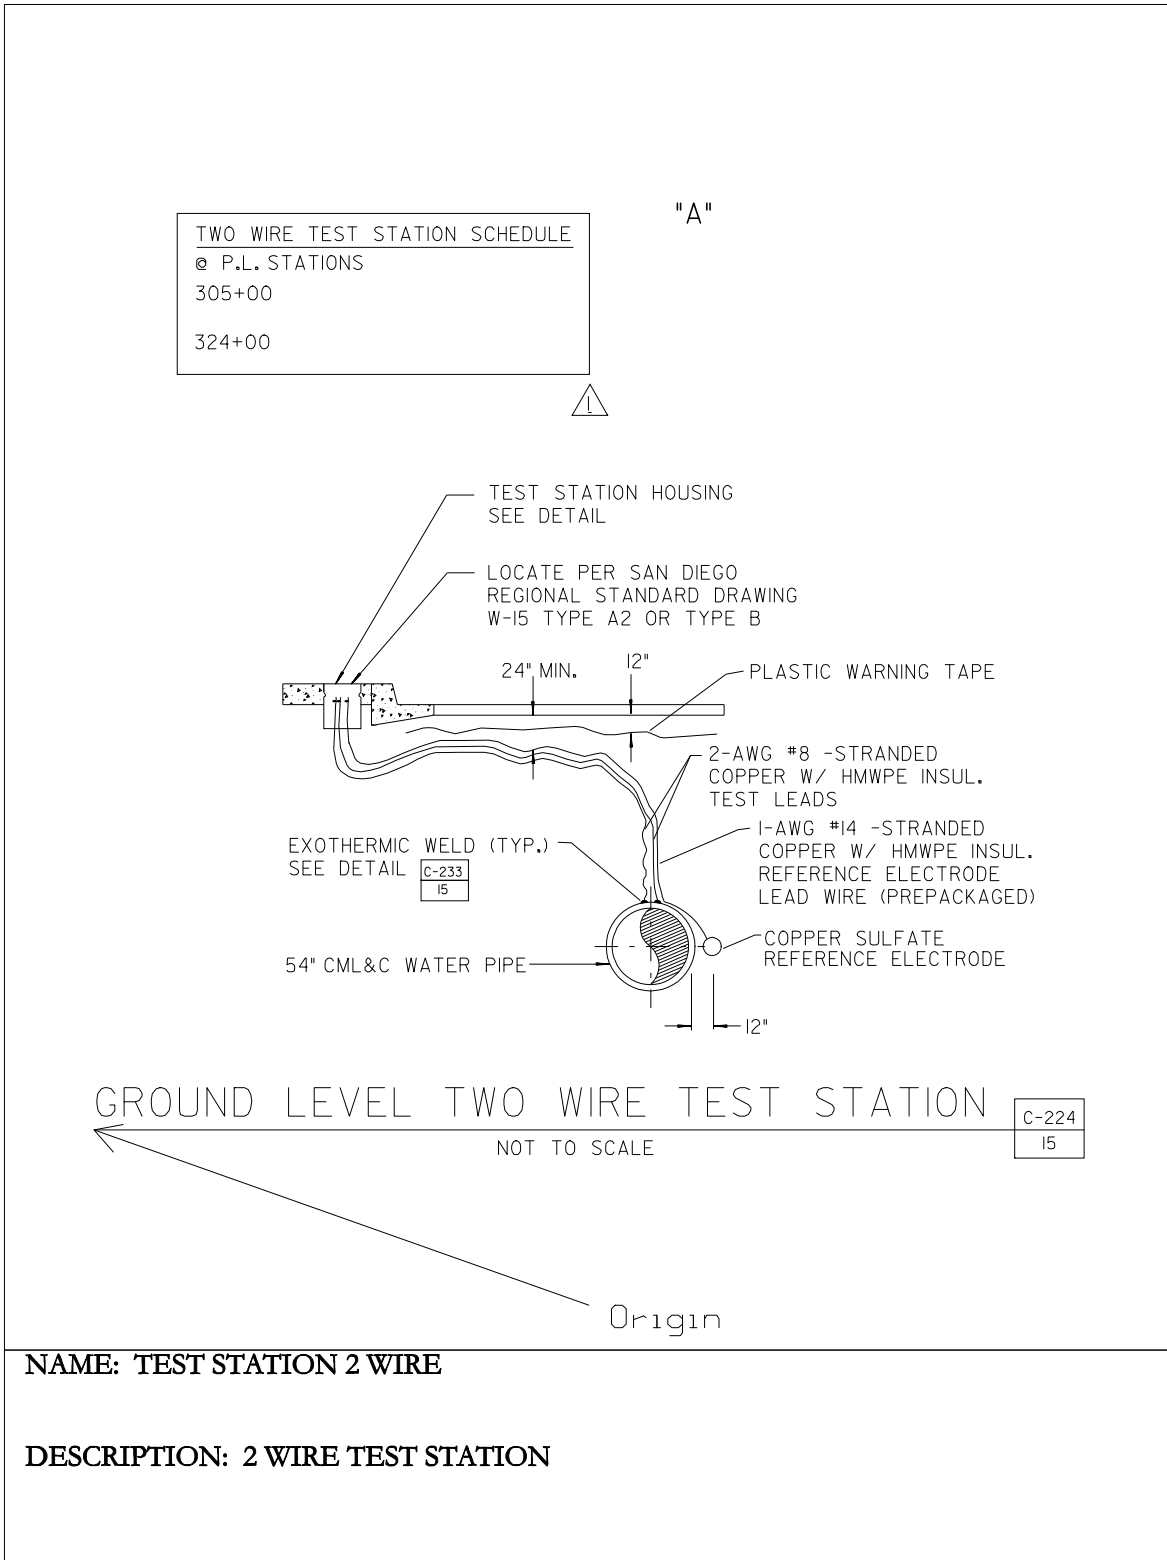 "A"
TWO WIRE TEST STATION SCHEDULE
@ P.L. STATIONS
305+00
324+00
1
TEST STATION HOUSING
SEE DETAIL
LOCATE PER SAN DIEGO
REGIONAL STANDARD DRAWING
W-15 TYPE A2 OR TYPE B
24" MIN.
12"
PLASTIC WARNING TAPE
2-AWG #8 -STRANDED
COPPER W/ HMWPE INSUL.
TEST LEADS
1-AWG #14 -STRANDED
COPPER W/ HMWPE INSUL.
REFERENCE ELECTRODE
LEAD WIRE (PREPACKAGED)
EXOTHERMIC WELD (TYP.)
SEE DETAIL
C-233
15
COPPER SULFATE
REFERENCE ELECTRODE
54" CML&C WATER PIPE
12"
GROUND LEVEL TWO WIRE TEST STATION
C-224
15
NOT TO SCALE
Origin
NAME: TEST STATION 2 WIRE
DESCRIPTION: 2 WIRE TEST STATION